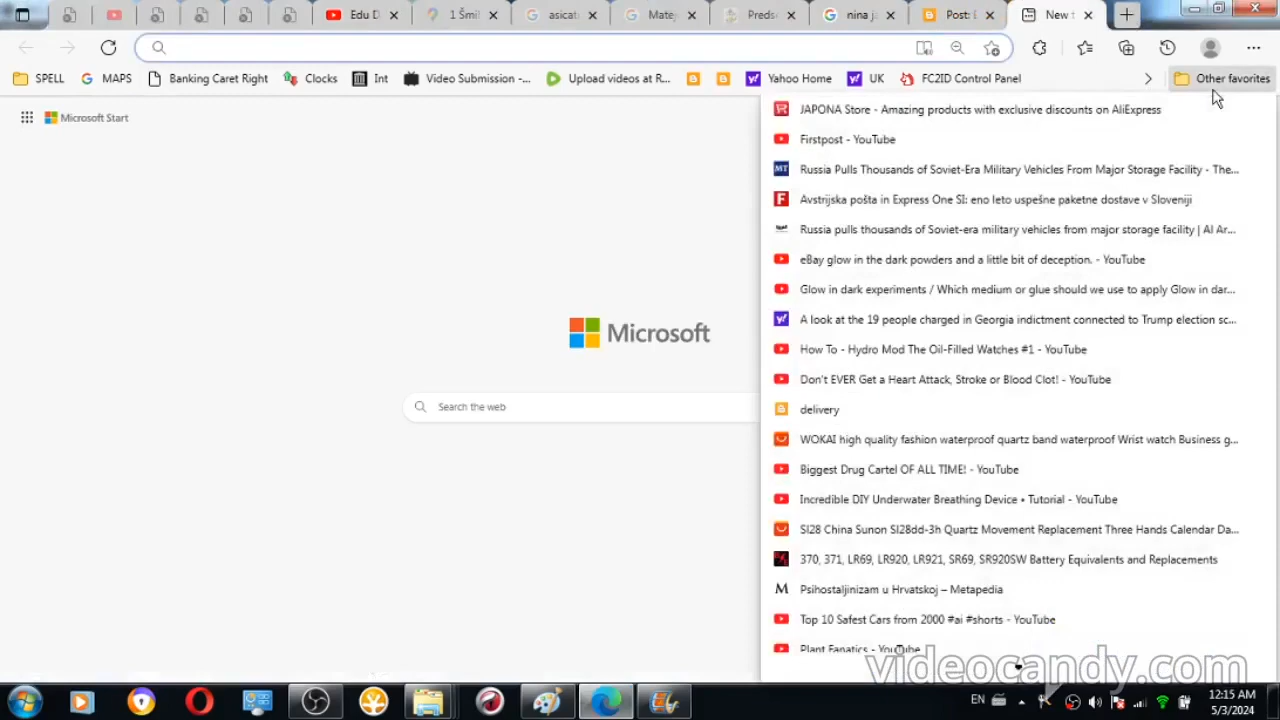 Edu D
1 Šmi
asicat
Matej
Preds
nina j
Post: E
New t
SPELL
MAPS
Banking Caret Right
Clocks
Int
Video Submission -...
Upload videos at R...
Yahoo Home
UK
FC2ID Control Panel
Other favorites
Microsoft Start
JAPONA Store - Amazing products with exclusive discounts on AliExpress
Firstpost - YouTube
Russia Pulls Thousands of Soviet-Era Military Vehicles From Major Storage Facility - The...
Avstrijska pošta in Express One SI: eno leto uspešne paketne dostave v Sloveniji
Russia pulls thousands of Soviet-era military vehicles from major storage facility | Al Ar...
eBay glow in the dark powders and a little bit of deception. - YouTube
Glow in dark experiments / Which medium or glue should we use to apply Glow in dar...
A look at the 19 people charged in Georgia indictment connected to Trump election sc...
How To - Hydro Mod The Oil-Filled Watches #1 - YouTube
Don't EVER Get a Heart Attack, Stroke or Blood Clot! - YouTube
delivery
WOKAI high quality fashion waterproof quartz band waterproof Wrist watch Business g...
Biggest Drug Cartel OF ALL TIME! - YouTube
Incredible DIY Underwater Breathing Device • Tutorial - YouTube
SI28 China Sunon SI28dd-3h Quartz Movement Replacement Three Hands Calendar Da...
370, 371, LR69, LR920, LR921, SR69, SR920SW Battery Equivalents and Replacements
Psihostaljinizam u Hrvatskoj – Metapedia
Top 10 Safest Cars from 2000 #ai #shorts - YouTube
Plant Fanatics - YouTube
Microsoft
Search the web
videocandy.com
EN
12:15 AM
5/3/2024